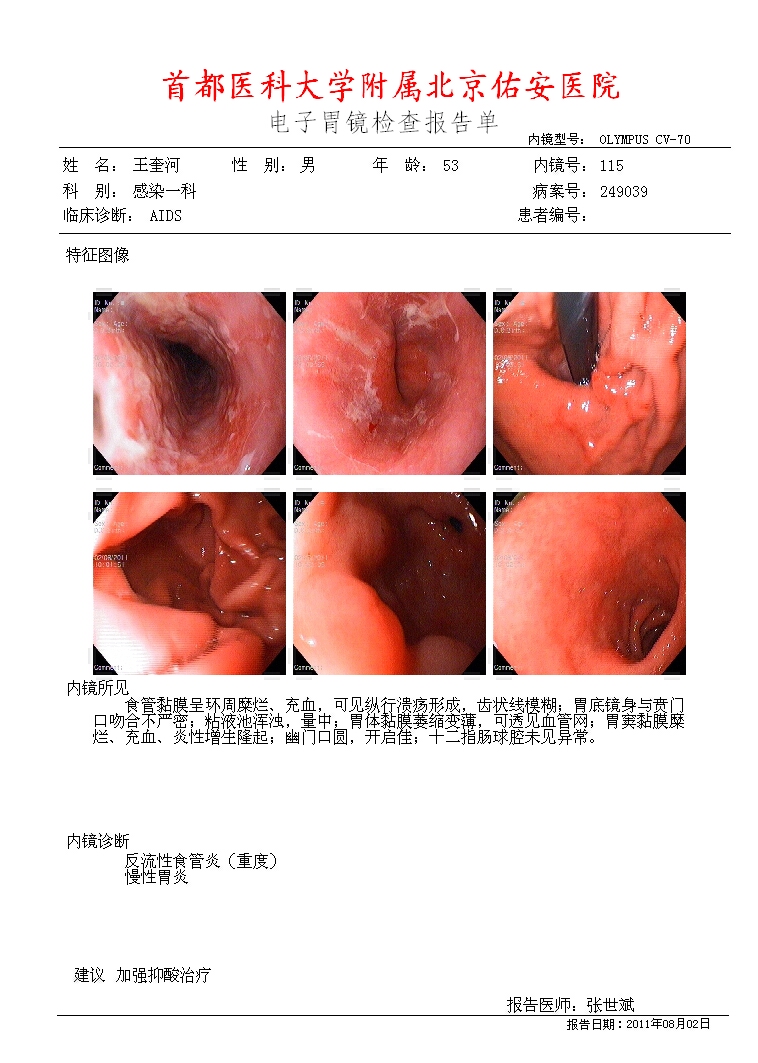 首都医科大学附属北京佑安医院
电子胃镜检查报告单
内镜型号： OLYMPUS CV-70
姓 名： 王奎河 性 别： 男 年 龄： 53 内镜号： 115
科 别： 感染一科 病案号： 249039
临床诊断： AIDS 患者编号：
特征图像
02/08/2011
10:01:51
内镜所见
食管黏膜呈环周糜烂、充血，可见纵行溃疡形成，齿状线模糊；胃底镜身与贲门
口吻合不严密；粘液池浑浊，量中；胃体黏膜萎缩变薄，可透见血管网；胃窦黏膜糜
烂、充血、炎性增生隆起；幽门口圆，开启佳；十二指肠球腔未见异常。
内镜诊断
反流性食管炎（重度）
慢性胃炎
建议 加强抑酸治疗
报告医师：张世斌
报告日期：2011年08月02日